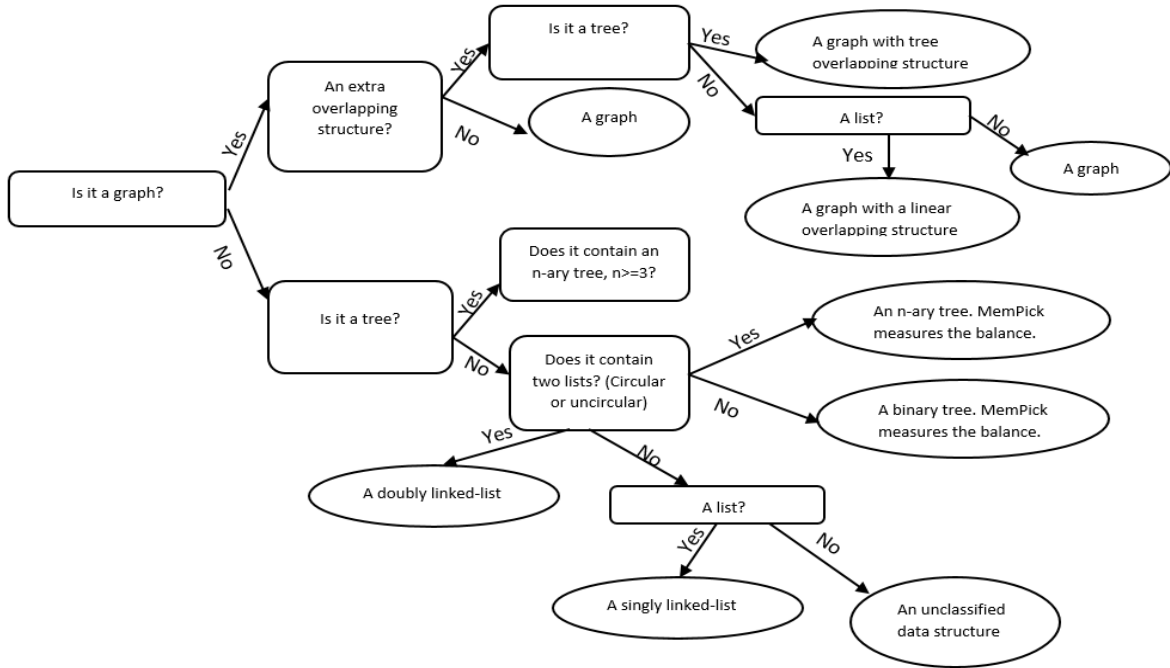 Is it a graph?
Yes
No
An extra
overlapping
structure?
Yes
No
Is it a tree?
Yes
No
A graph with tree
overlapping structure
A graph
A list?
Yes
No
A graph
A graph with a linear
overlapping structure
Is it a tree?
Yes
No
Does it contain an
n-ary tree, n>=3?
Does it contain
two lists? (Circular
or uncircular)
Yes
No
An n-ary tree. MemPick
measures the balance.
A binary tree. MemPick
measures the balance.
Yes
No
A doubly linked-list
A list?
Yes
No
A singly linked-list
An unclassified
data structure